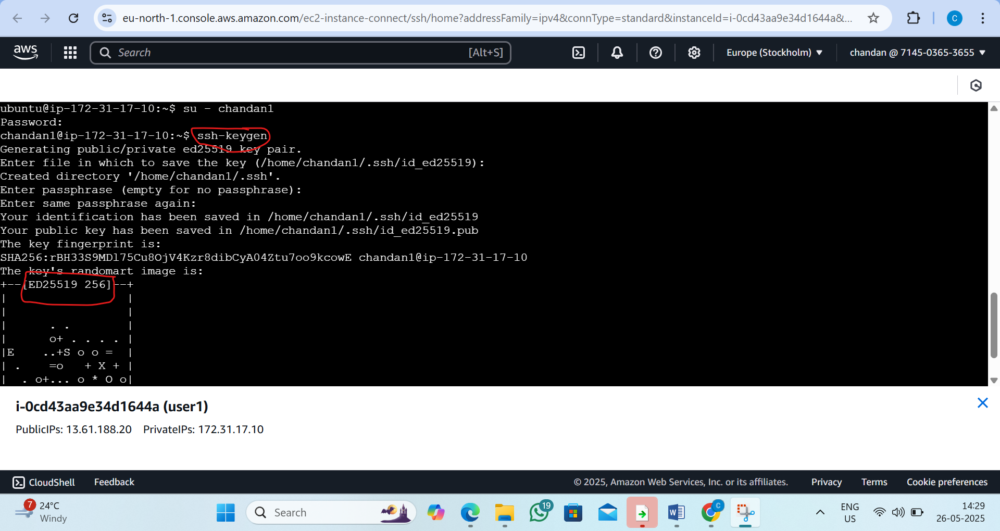 eu-north-1.console.aws.amazon.com/ec2-instance-connect/ssh/home?addressFamily=ipv4&connType=standard&instanceId=i-0cd43aa9e34d1644a&...
C
aws
Search [Alt+S]
Europe (Stockholm)
chandan @ 7145-0365-3655
ubuntu@ip-172-31-17-10:~$ su - chandan1
Password:
chandan1@ip-172-31-17-10:~$ ssh-keygen
Generating public/private ed25519 key pair.
Enter file in which to save the key (/home/chandan1/.ssh/id_ed25519):
Created directory '/home/chandan1/.ssh'.
Enter passphrase (empty for no passphrase):
Enter same passphrase again:
Your identification has been saved in /home/chandan1/.ssh/id_ed25519
Your public key has been saved in /home/chandan1/.ssh/id_ed25519.pub
The key fingerprint is:
SHA256:rBH33S9MDl75Cu8OjV4Kzr8dibCyA04Ztu7oo9kcowE chandan1@ip-172-31-17-10
The key's randomart image is:
+--[ED25519 256]--+
|                 |
|                 |
|      . .        |
|      o+ . . . . |
|E    ..+S o o =  |
| .    =o   + X + |
|  . o+... o * O o|
i-0cd43aa9e34d1644a (user1)
PublicIPs: 13.61.188.20 PrivateIPs: 172.31.17.10
CloudShell Feedback
© 2025, Amazon Web Services, Inc. or its affiliates.
Privacy Terms Cookie preferences
7
24°C
Windy
Search
19
W
C
ENG
US
14:29
26-05-2025